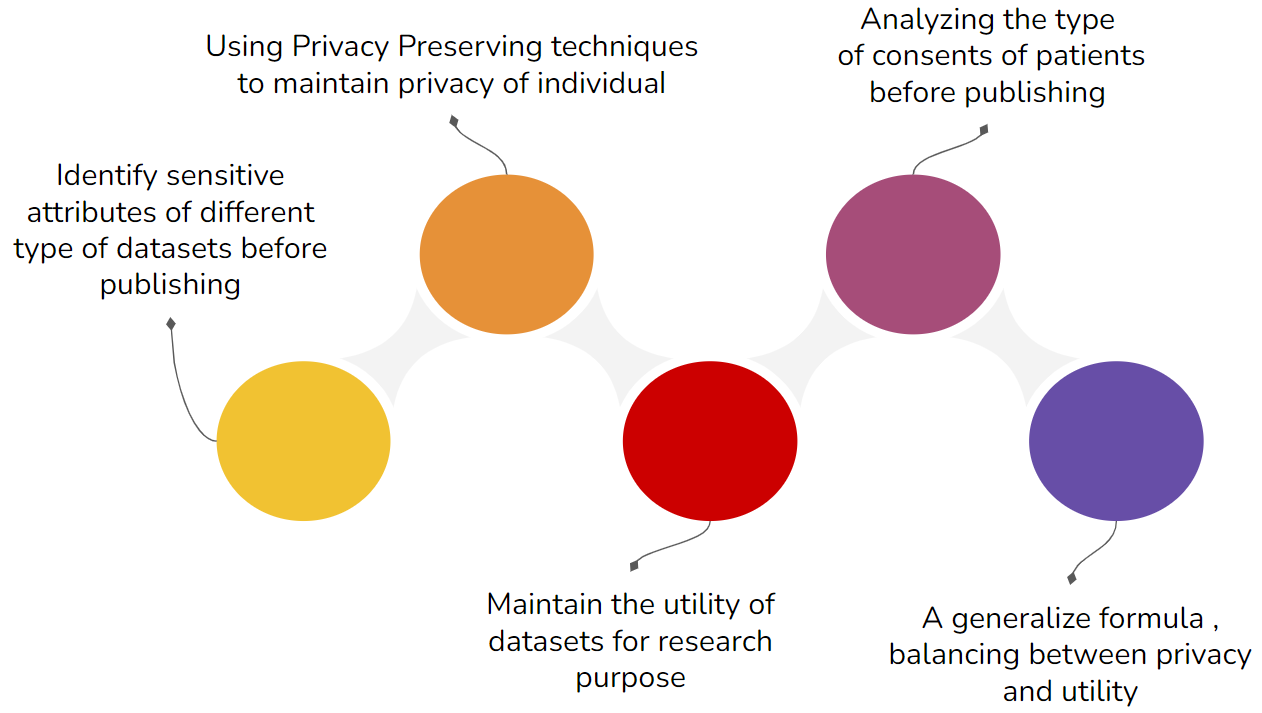 Identify sensitive
attributes of different
type of datasets before
publishing
Using Privacy Preserving techniques
to maintain privacy of individual
Maintain the utility of
datasets for research
purpose
Analyzing the type
of consents of patients
before publishing
A generalize formula ,
balancing between privacy
and utility